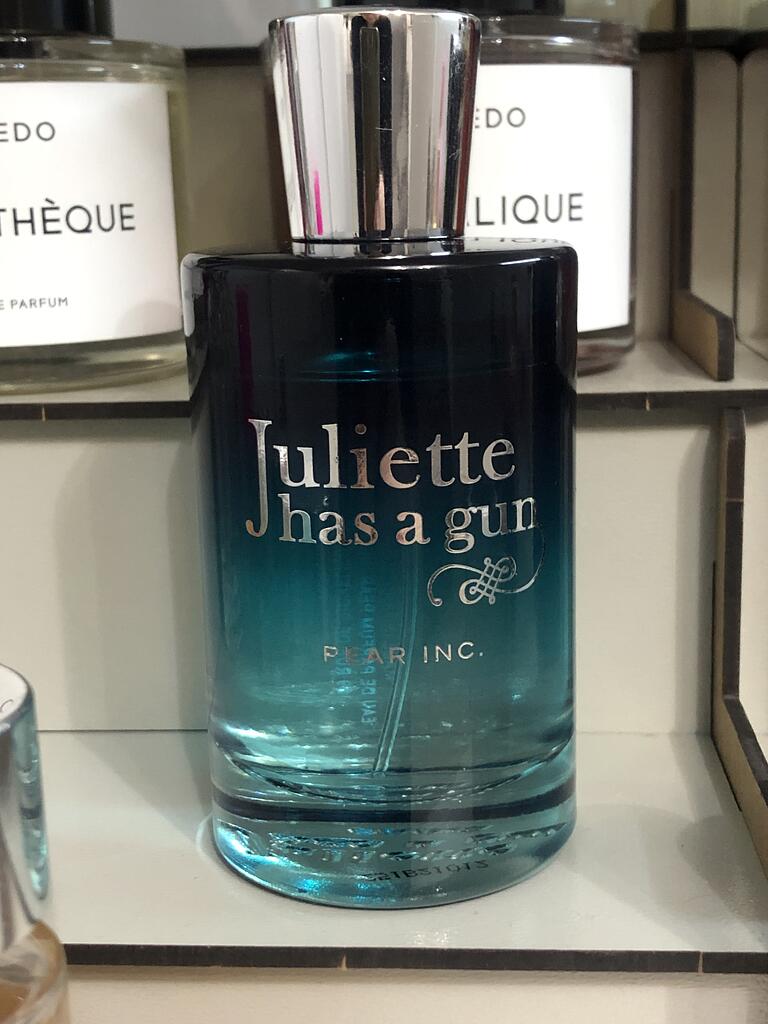 EDO
THÈQUE
E PARFUM
EDO
LIQUE
Juliette
has a gun
PEAR INC.